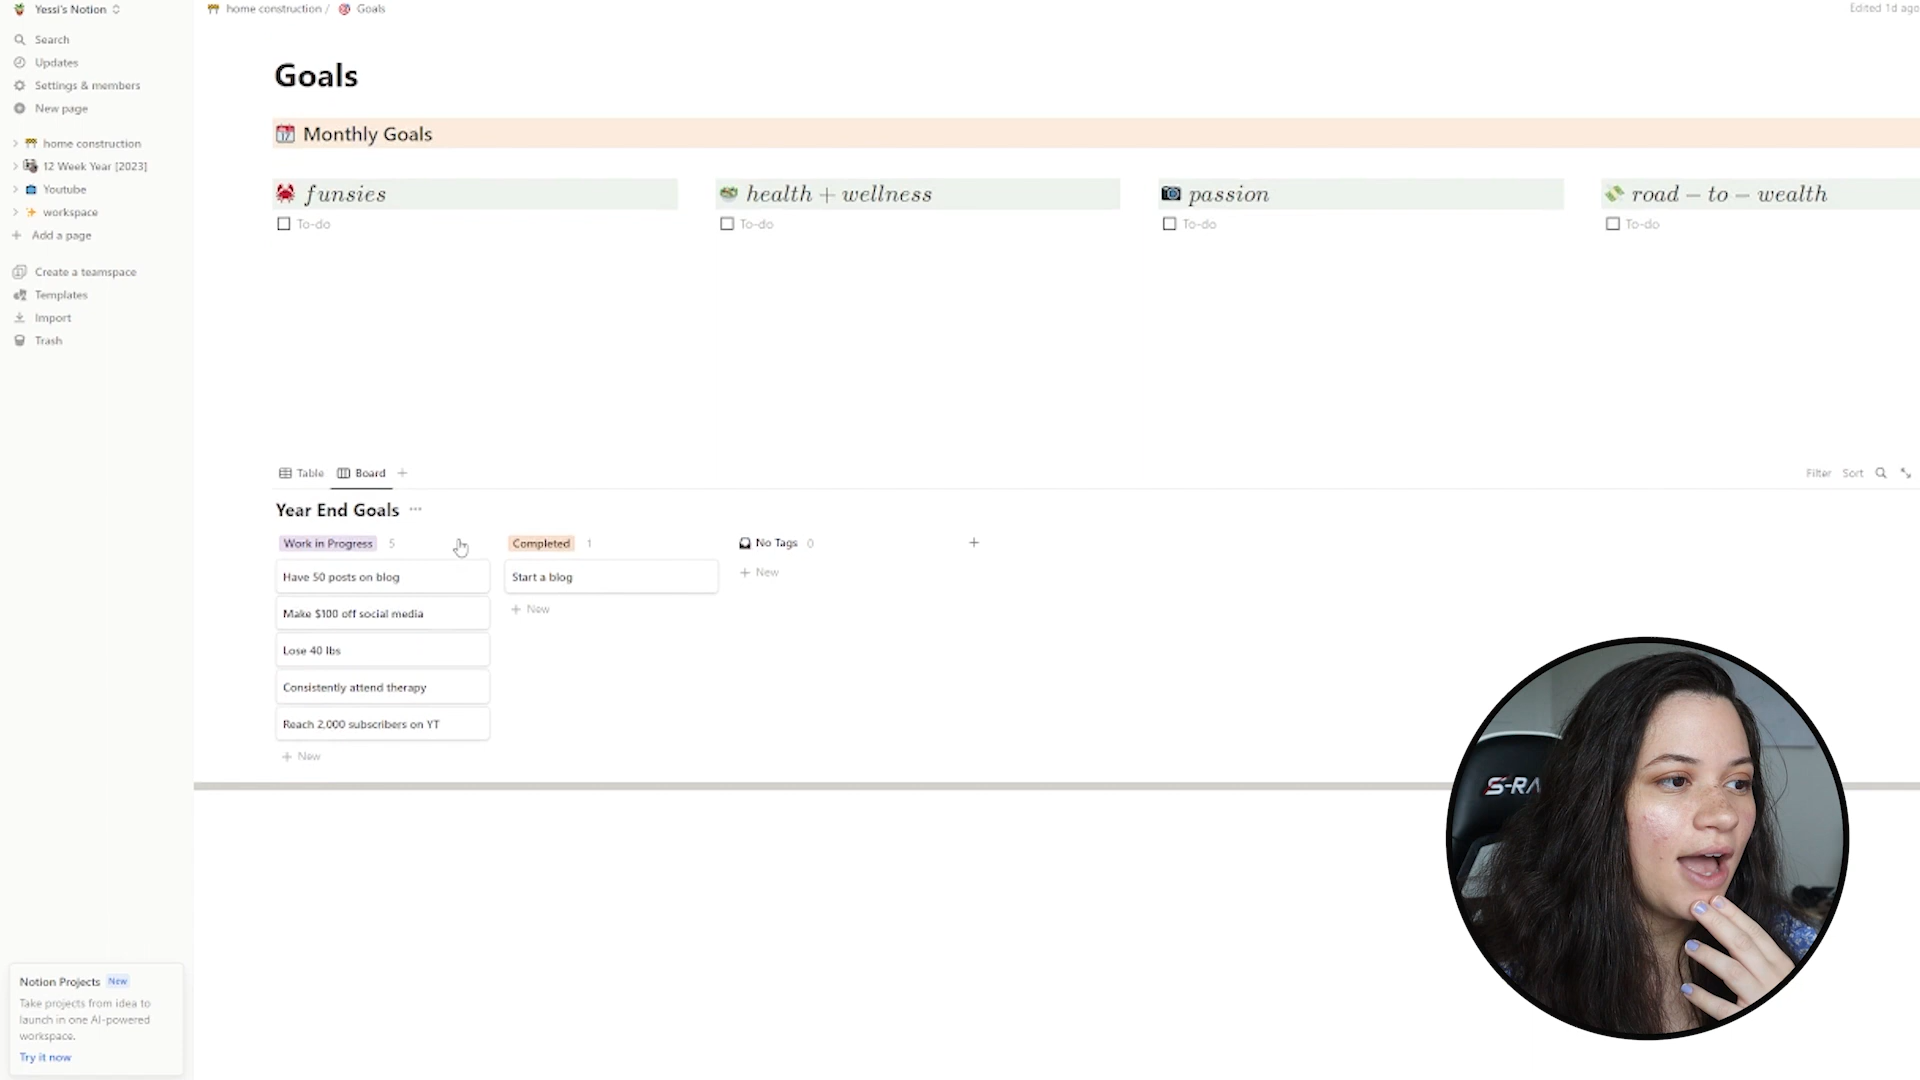 Yessi's Notion
home construction / Goals
Edited 1d ago
Search
Updates
Settings & members
New page
home construction
12 Week Year [2023]
Youtube
workspace
Add a page
Create a teamspace
Templates
Import
Trash
Goals
Monthly Goals
funsies
health + wellness
passion
road – to – wealth
To-do
To-do
To-do
To-do
Table
Board
Filter
Sort
Year End Goals
Work in Progress 5
Completed 1
No Tags 0
Have 50 posts on blog
Make $100 off social media
Lose 40 lbs
Consistently attend therapy
Reach 2,000 subscribers on YT
+ New
Start a blog
+ New
+ New
Notion Projects New
Take projects from idea to
launch in one AI-powered
workspace.
Try it now